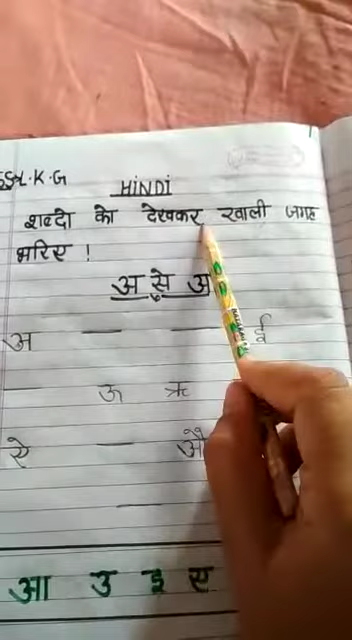 L.K.G
HINDI
शब्दो को देखकर खाली जगह
भरिए !
अ से अ
अ — — ई
— ऊ ऋ
ऐ — औ
—
आ उ इ ए